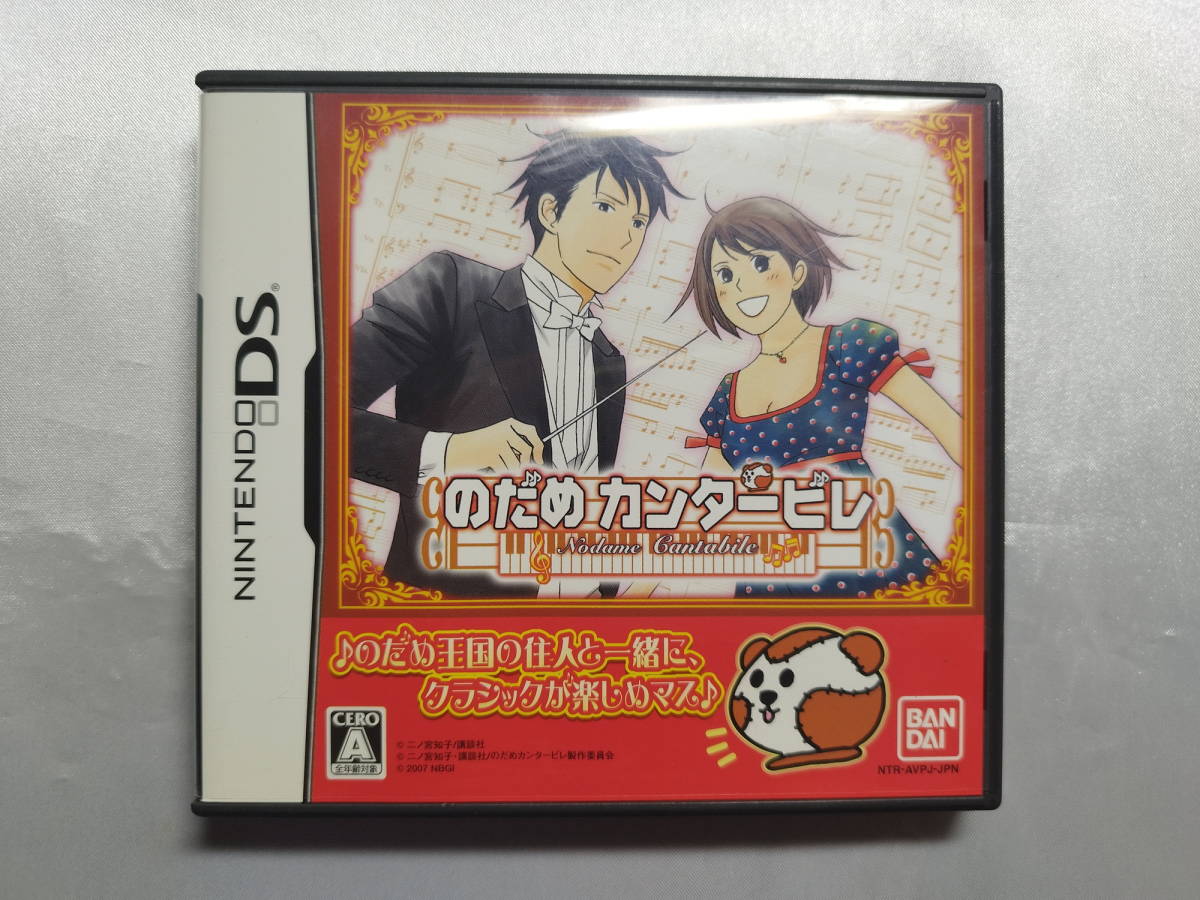 NINTENDODS®
のだめカンタービレ
Nodame Cantabile
♪のだめ王国の住人と一緒に、
クラシックが楽しめマス♪
CERO
A
全年齢対象
© 二ノ宮知子/講談社
© 二ノ宮知子・講談社/のだめカンタービレ製作委員会
© 2007 NBGI
BAN
DAI
NTR-AVPJ-JPN